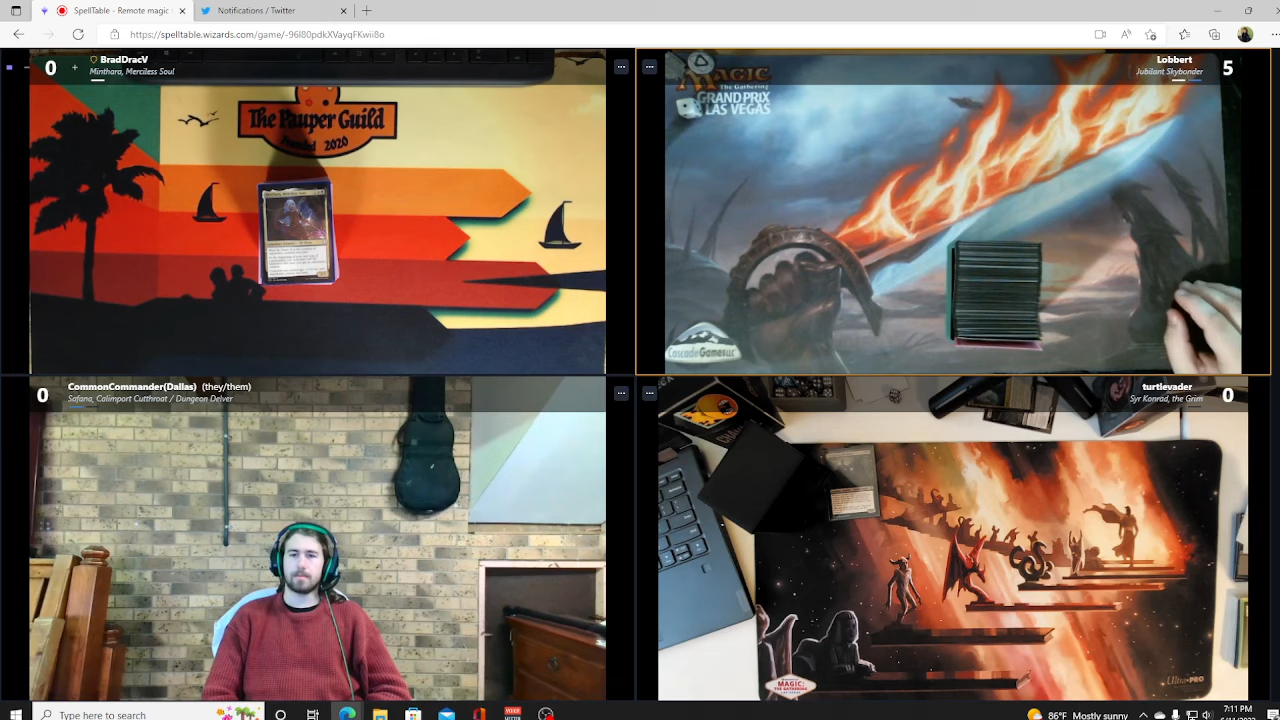 SpellTable - Remote magic
Notifications / Twitter
https://spelltable.wizards.com/game/-96I80pdkXVayqFKwii8o
0
BradDracV
Minthara, Merciless Soul
The Pauper Guild
Founded 2020
Lobbert
Jubilant Skybonder
5
MAGIC
The Gathering
GRAND PRIX
LAS VEGAS
CascadeGames LLC
0
CommonCommander(Dallas) (they/them)
Safana, Calimport Cutthroat / Dungeon Delver
turtlevader
Syr Konrad, the Grim
0
MAGIC:
THE GATHERING
Ultra•PRO
Type here to search
86°F Mostly sunny
7:11 PM